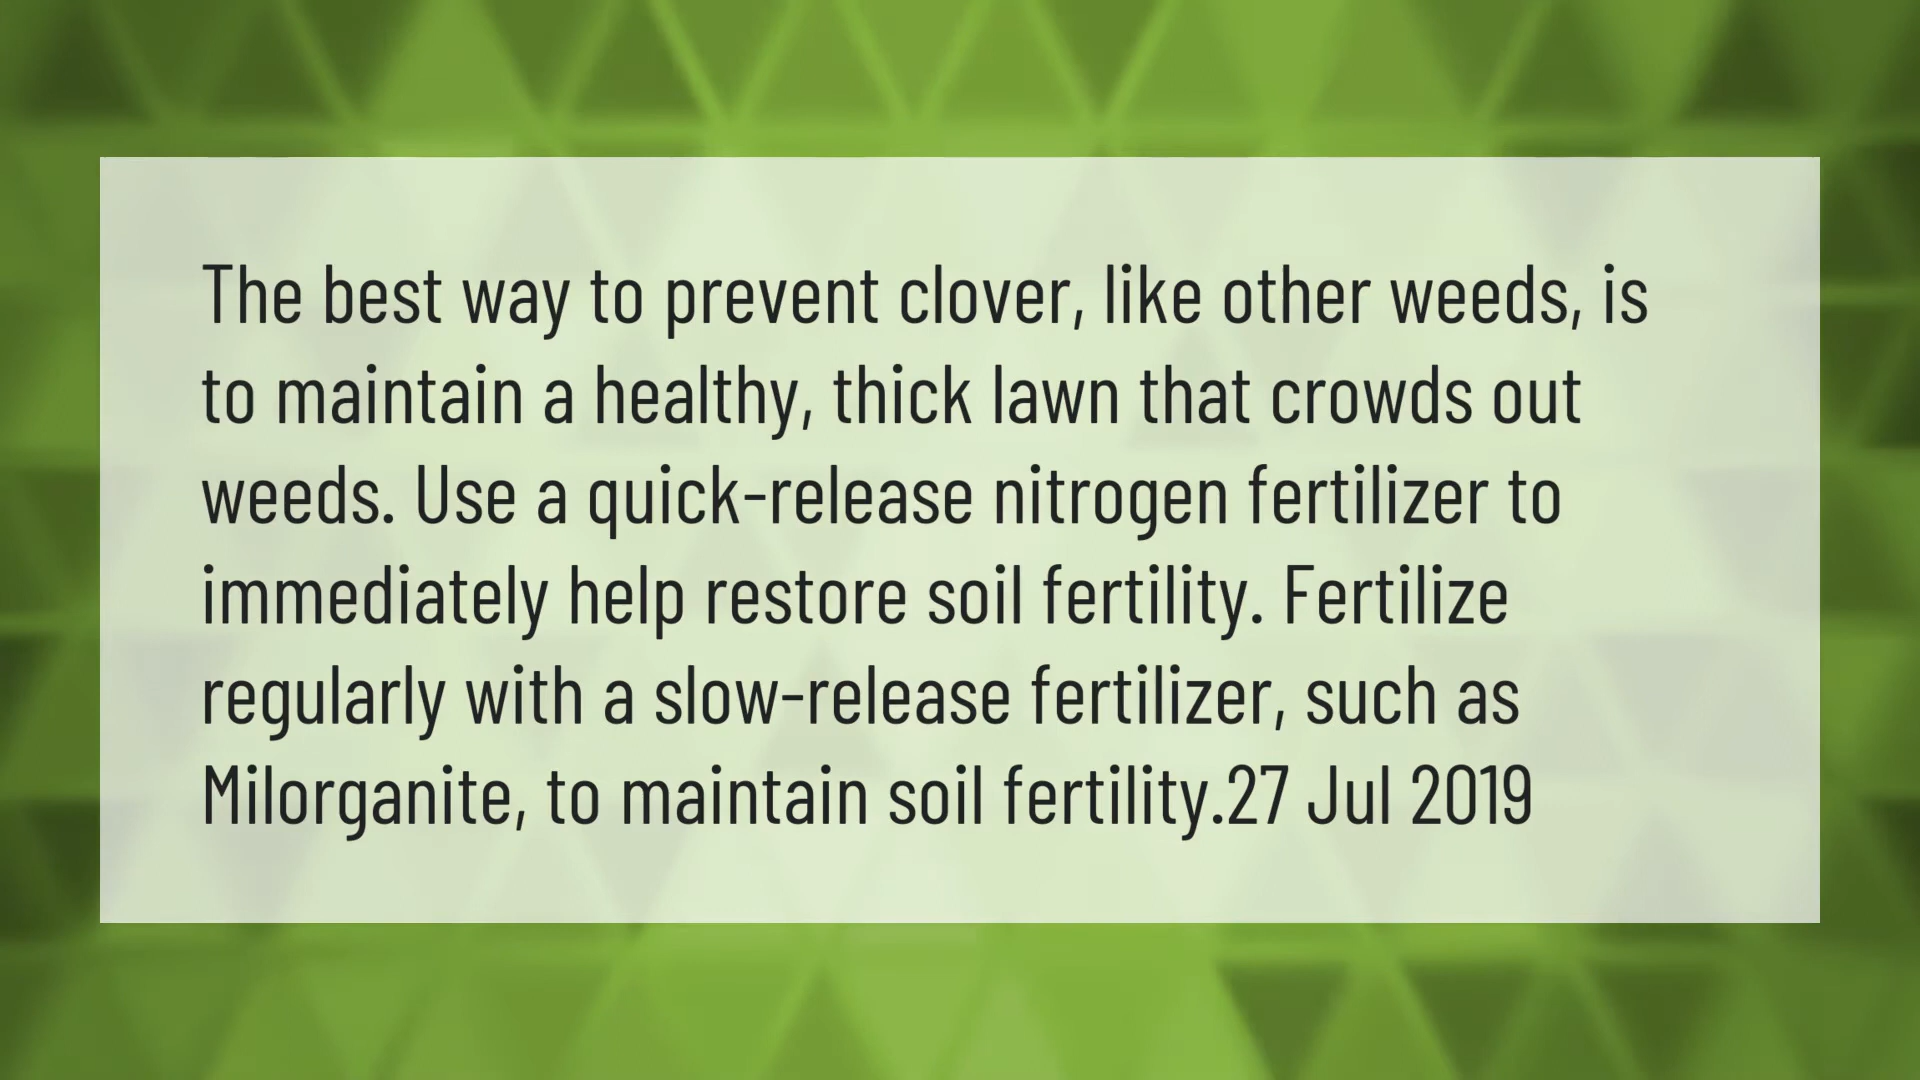 The best way to prevent clover, like other weeds, is
to maintain a healthy, thick lawn that crowds out
weeds. Use a quick-release nitrogen fertilizer to
immediately help restore soil fertility. Fertilize
regularly with a slow-release fertilizer, such as
Milorganite, to maintain soil fertility.27 Jul 2019